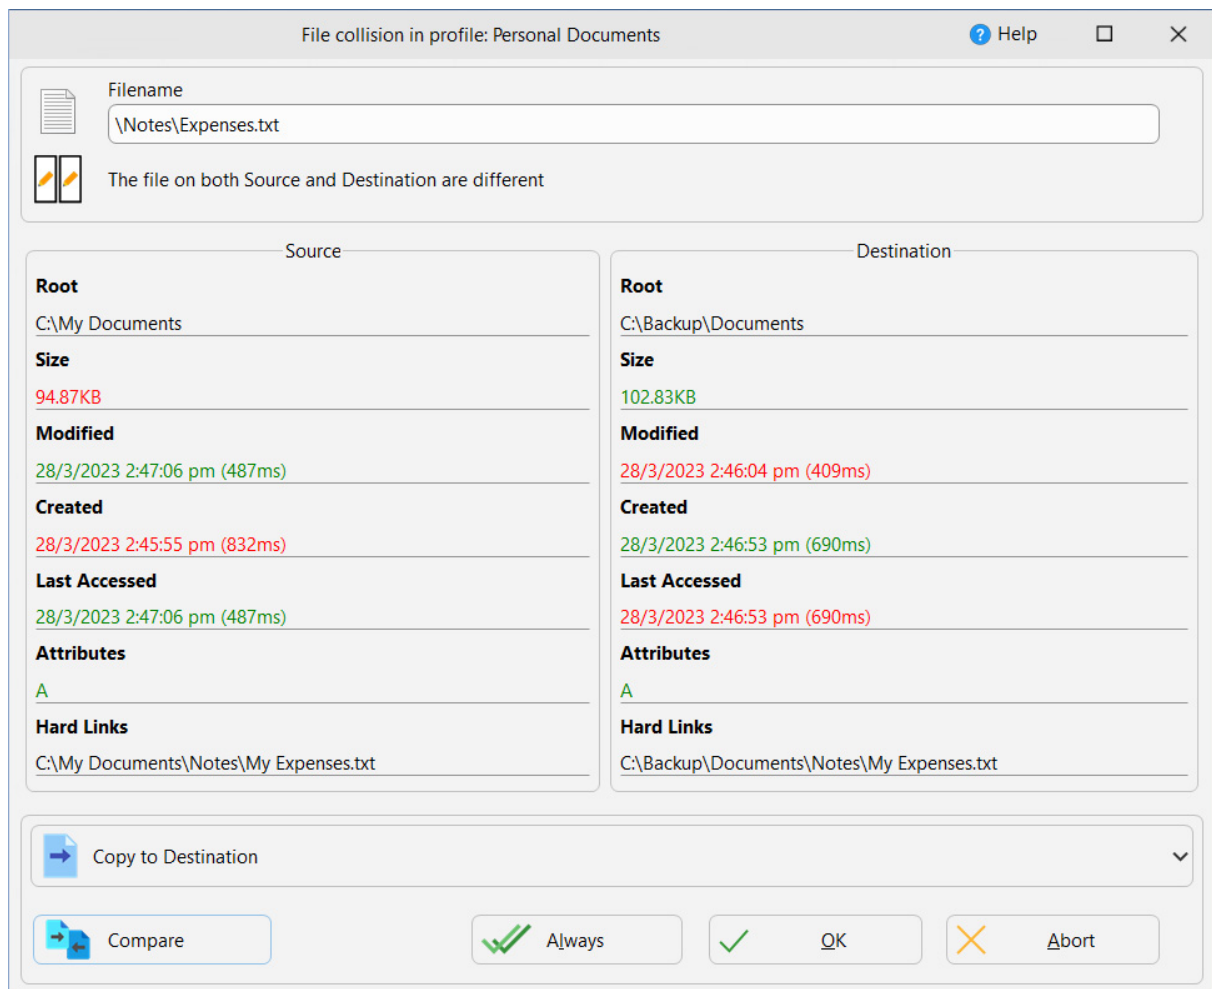 File collision in profile: Personal Documents
? Help
Filename
\Notes\Expenses.txt
The file on both Source and Destination are different
Source
Root
C:\My Documents
Size
94.87KB
Modified
28/3/2023 2:47:06 pm (487ms)
Created
28/3/2023 2:45:55 pm (832ms)
Last Accessed
28/3/2023 2:47:06 pm (487ms)
Attributes
A
Hard Links
C:\My Documents\Notes\My Expenses.txt
Destination
Root
C:\Backup\Documents
Size
102.83KB
Modified
28/3/2023 2:46:04 pm (409ms)
Created
28/3/2023 2:46:53 pm (690ms)
Last Accessed
28/3/2023 2:46:53 pm (690ms)
Attributes
A
Hard Links
C:\Backup\Documents\Notes\My Expenses.txt
Copy to Destination
Compare
Always
OK
Abort